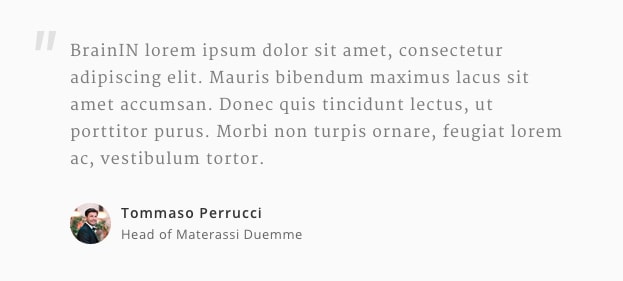 "
BrainIN lorem ipsum dolor sit amet, consectetur
adipiscing elit. Mauris bibendum maximus lacus sit
amet accumsan. Donec quis tincidunt lectus, ut
porttitor purus. Morbi non turpis ornare, feugiat lorem
ac, vestibulum tortor.
Tommaso Perrucci
Head of Materassi Duemme